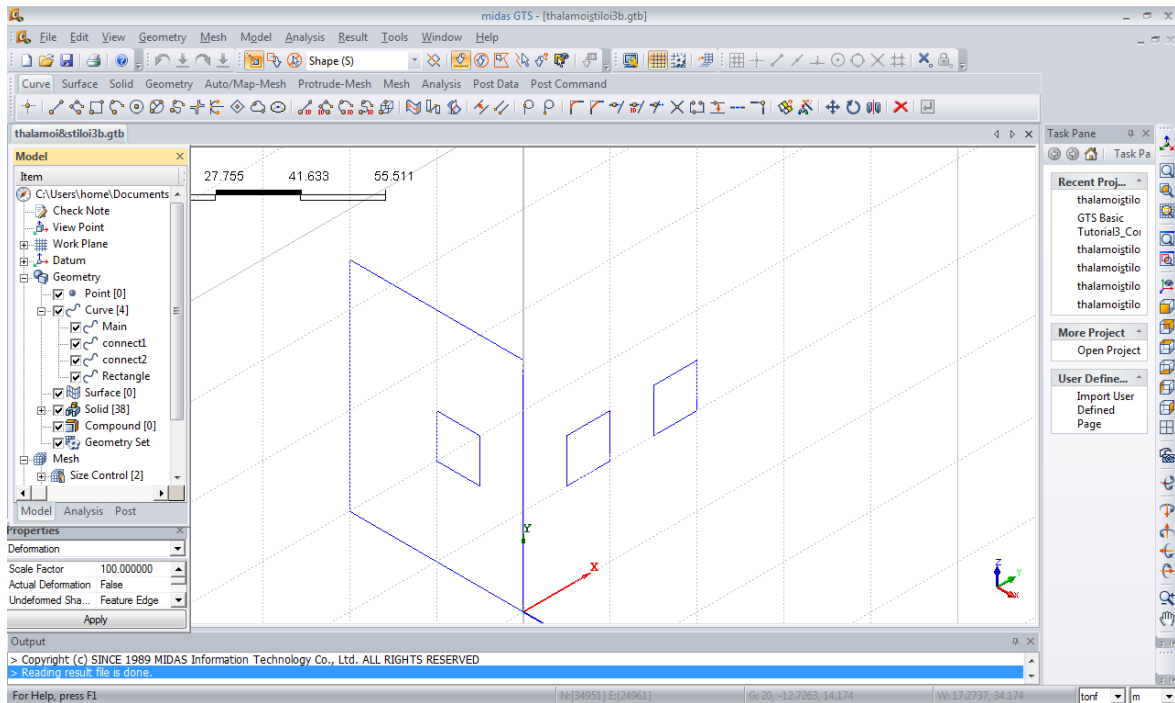 midas GTS - [thalamoιstiloi3b.gtb]
File Edit View Geometry Mesh Model Analysis Result Tools Window Help
Shape (S)
Curve Surface Solid Geometry Auto/Map-Mesh Protrude-Mesh Mesh Analysis Post Data Post Command
thalamoi&stiloi3b.gtb
Task Pane
Model
Item
C:\Users\home\Documents
Check Note
View Point
Work Plane
Datum
Geometry
Point [0]
Curve [4]
Main
connect1
connect2
Rectangle
Surface [0]
Solid [38]
Compound [0]
Geometry Set
Mesh
Size Control [2]
Model Analysis Post
Properties
Deformation
Scale Factor 100.000000
Actual Deformation False
Undeformed Sha... Feature Edge
Apply
27.755 41.633 55.511
Y
X
Z
Y
X
Task Pa
Recent Proj...
thalamoιstilo
GTS Basic
Tutorial3_Coι
thalamoιstilo
thalamoιstilo
thalamoιstilo
thalamoιstilo
More Project
Open Project
User Define...
Import User
Defined
Page
Output
> Copyright (c) SINCE 1989 MIDAS Information Technology Co., Ltd. ALL RIGHTS RESERVED
> Reading result file is done.
For Help, press F1
N:[34951] E:[24961]
G: 20, -12.7263, 14.174
W: 17.2737, 34.174
tonf
m